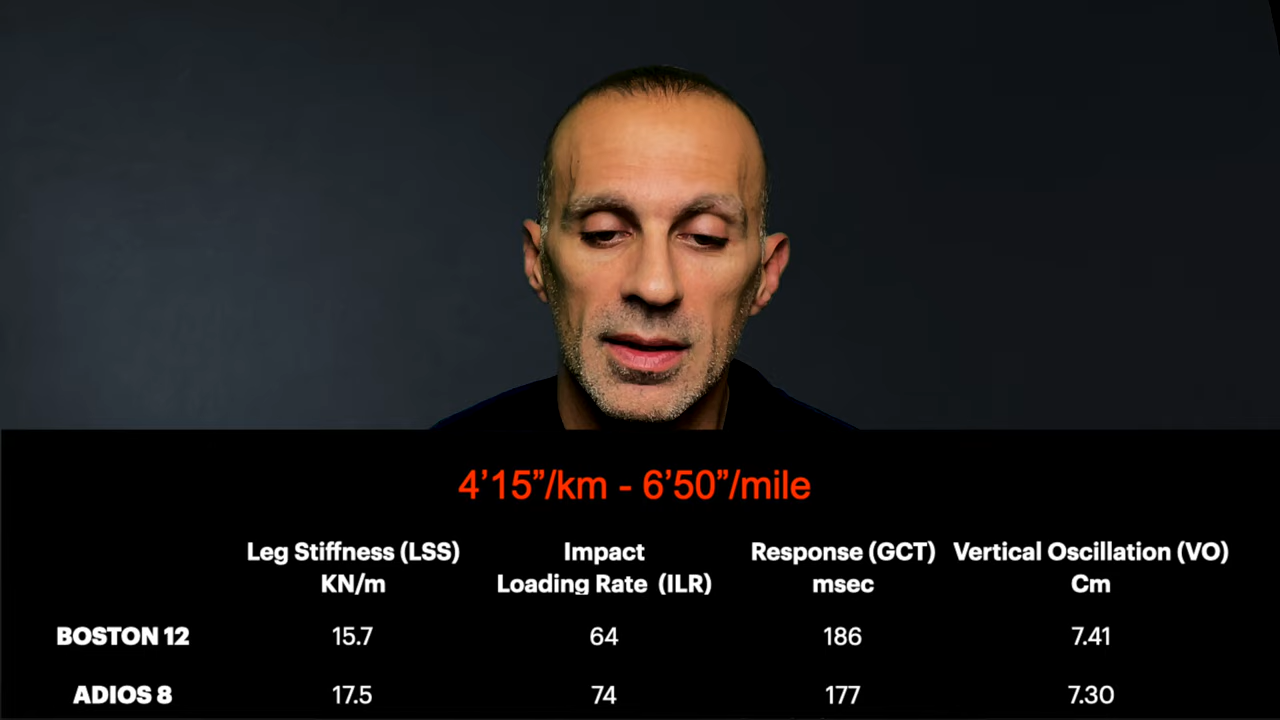 4’15”/km - 6’50”/mile
Leg Stiffness (LSS) Impact Response (GCT) Vertical Oscillation (VO)
KN/m Loading Rate (ILR) msec Cm
BOSTON 12 15.7 64 186 7.41
ADIOS 8 17.5 74 177 7.30